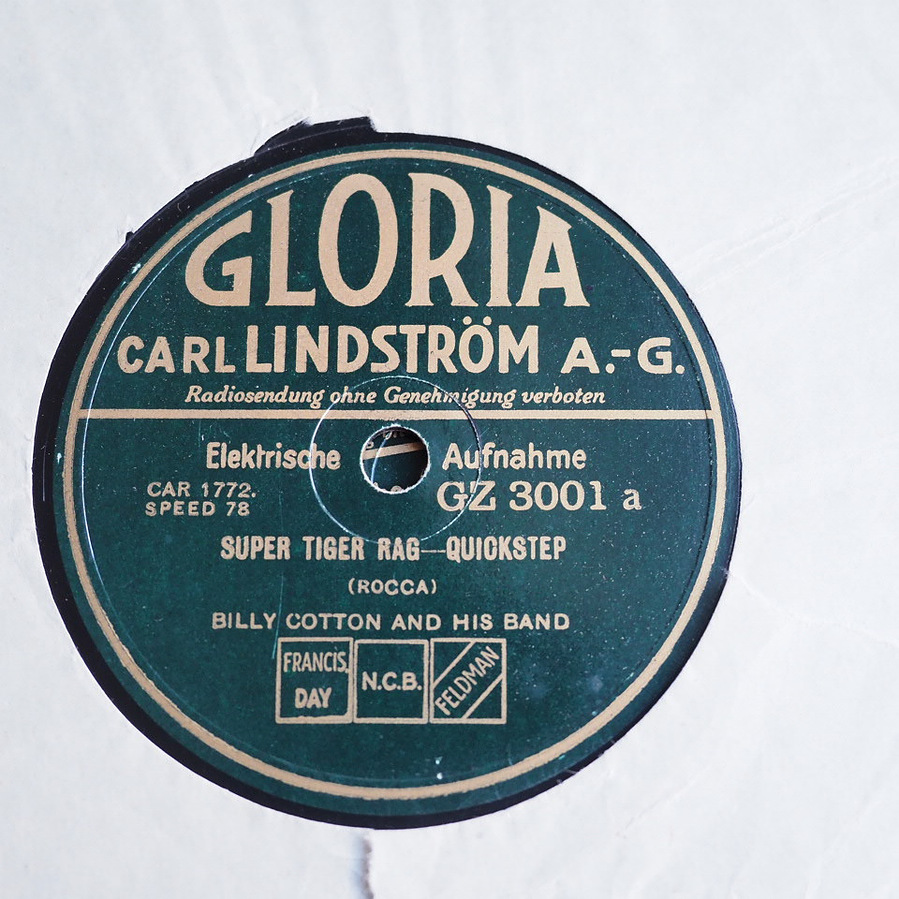 GLORIA
CARL LINDSTRÖM A.-G.
Radiosendung ohne Genehmigung verboten
Elektrische Aufnahme
CAR 1772. GZ 3001 a
SPEED 78
SUPER TIGER RAG—QUICKSTEP
(ROCCA)
BILLY COTTON AND HIS BAND
FRANCIS, DAY
N.C.B.
FELDMAN